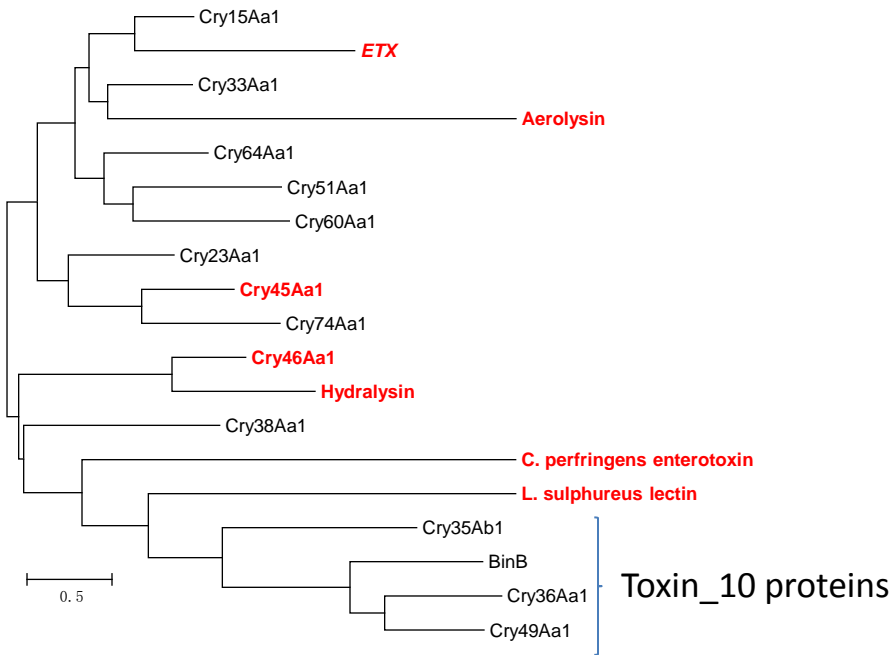 Cry15Aa1
ETX
Cry33Aa1
Aerolysin
Cry64Aa1
Cry51Aa1
Cry60Aa1
Cry23Aa1
Cry45Aa1
Cry74Aa1
Cry46Aa1
Hydralysin
Cry38Aa1
C. perfringens enterotoxin
L. sulphureus lectin
Cry35Ab1
BinB
Cry36Aa1
Cry49Aa1
Toxin_10 proteins
0.5